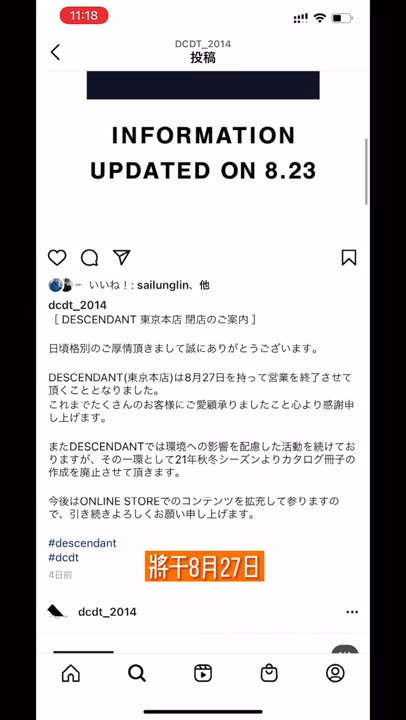 11:18
DCDT_2014
投稿
INFORMATION
UPDATED ON 8.23
いいね！: sailunglin、他
dcdt_2014
［ DESCENDANT 東京本店 閉店のご案内 ］
日頃格別のご厚情頂きまして誠にありがとうございます。
DESCENDANT(東京本店)は8月27日を持って営業を終了させて
頂くこととなりました。
これまでたくさんのお客様にご愛顧承りましたこと心より感謝申
し上げます。
またDESCENDANTでは環境への影響を配慮した活動を続けてお
りますが、その一環として21年秋冬シーズンよりカタログ冊子の
作成を廃止させて頂きます。
今後はONLINE STOREでのコンテンツを拡充して参りますの
で、引き続きよろしくお願い申し上げます。
#descendant
#dcdt
將于8月27日
4日前
dcdt_2014